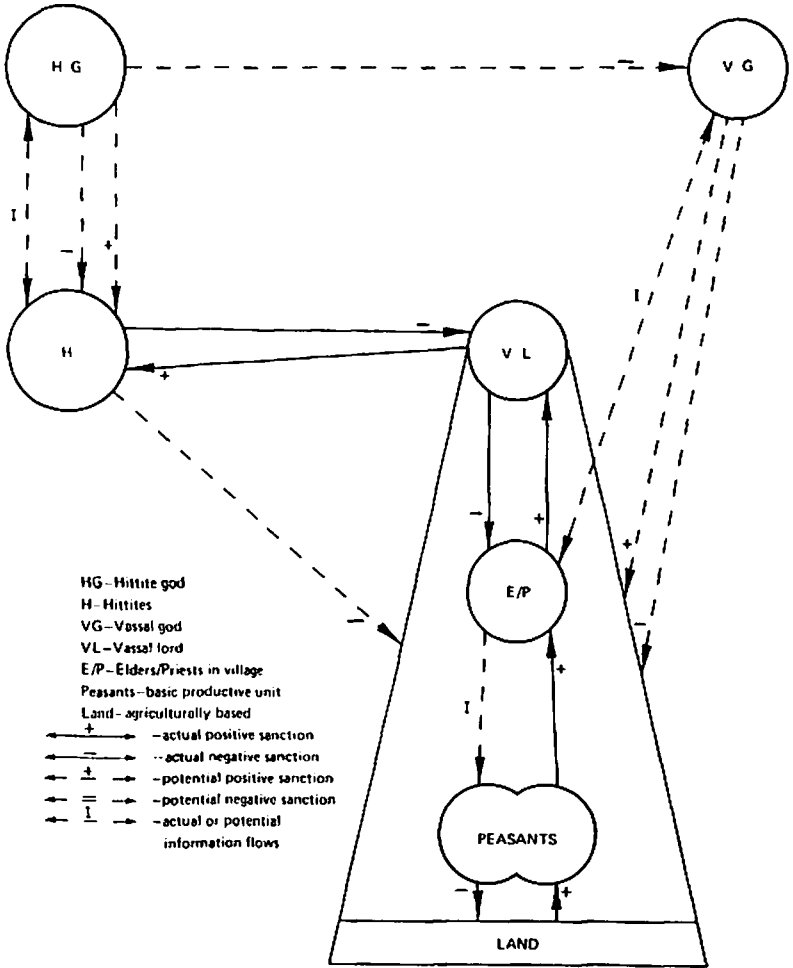 H G
V G
−
I
−
+
H
−
+
V L
I
−
+
E/P
+
−
−
HG–Hittite god
H–Hittites
VG–Vassal god
VL–Vassal lord
E/P–Elders/Priests in village
Peasants–basic productive unit
Land–agriculturally based
+ –actual positive sanction
− –actual negative sanction
+ –potential positive sanction
= –potential negative sanction
I –actual or potential
information flows
+
I
PEASANTS
−
+
LAND